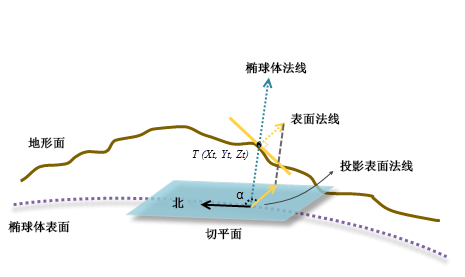 椭球体法线
表面法线
地形面
T (Xt, Yt, Zt)
投影表面法线
α
北
椭球体表面
切平面